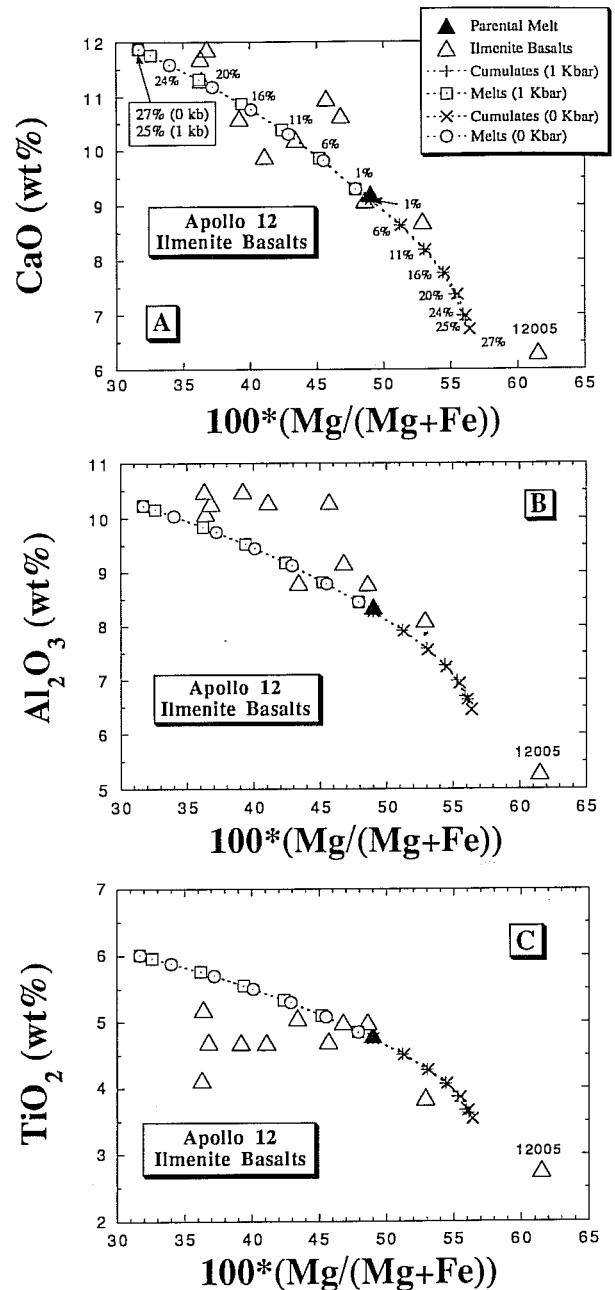 Parental Melt
Ilmenite Basalts
Cumulates (1 Kbar)
Melts (1 Kbar)
Cumulates (0 Kbar)
Melts (0 Kbar)
12
11
10
9
8
7
6
CaO (wt%)
24%
20%
16%
11%
6%
1%
27% (0 kb)
25% (1 kb)
1%
6%
11%
16%
20%
24%
25%
27%
12005
Apollo 12
Ilmenite Basalts
A
30 35 40 45 50 55 60 65
100*(Mg/(Mg+Fe))
11
10
9
8
7
6
5
Al₂O₃ (wt%)
B
Apollo 12
Ilmenite Basalts
12005
30 35 40 45 50 55 60 65
100*(Mg/(Mg+Fe))
7
6
5
4
3
2
TiO₂ (wt%)
C
Apollo 12
Ilmenite Basalts
12005
30 35 40 45 50 55 60 65
100*(Mg/(Mg+Fe))